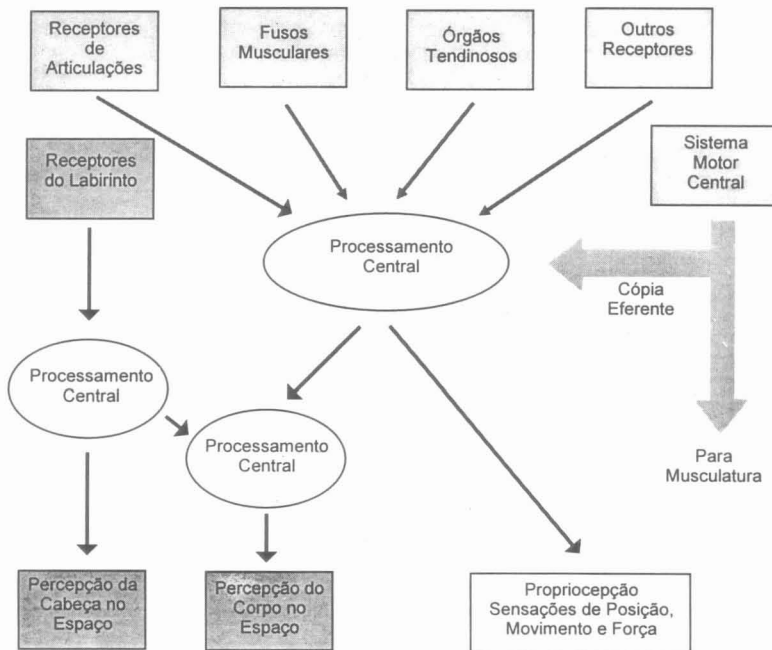 Receptores
de
Articulações
Fusos
Musculares
Órgãos
Tendinosos
Outros
Receptores
Receptores
do Labirinto
Sistema
Motor
Central
Processamento
Central
Cópia
Eferente
Processamento
Central
Processamento
Central
Para
Musculatura
Percepção da
Cabeça no
Espaço
Percepção do
Corpo no
Espaço
Propriocepção
Sensações de Posição,
Movimento e Força